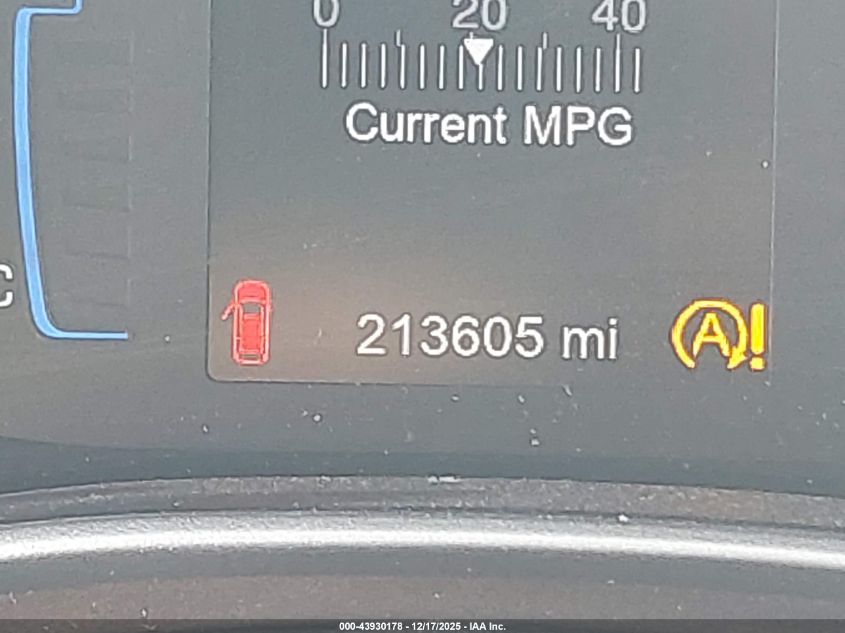 0 20 40
Current MPG
C
213605 mi A!
000-43930178 - 12/17/2025 - IAA Inc.